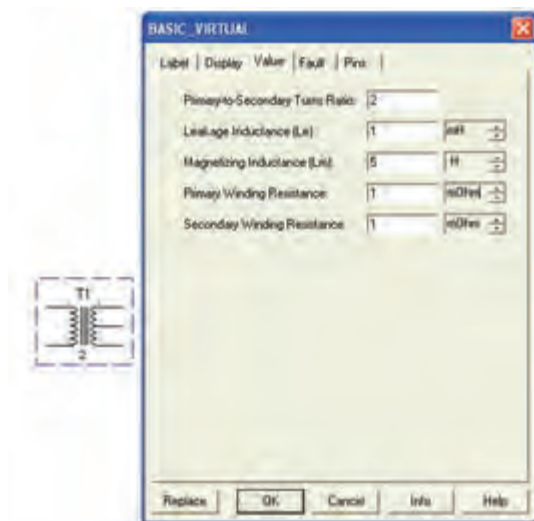 BASIC_VIRTUAL
Label Display Value Fault Pins
Primary-to-Secondary Turns Ratio: 2
Leakage Inductance (Le): 1 mH
Magnetizing Inductance (Lm): 5 H
Primary Winding Resistance: 1 mOhm
Secondary Winding Resistance: 1 mOhm
T1
2
Replace OK Cancel Info Help